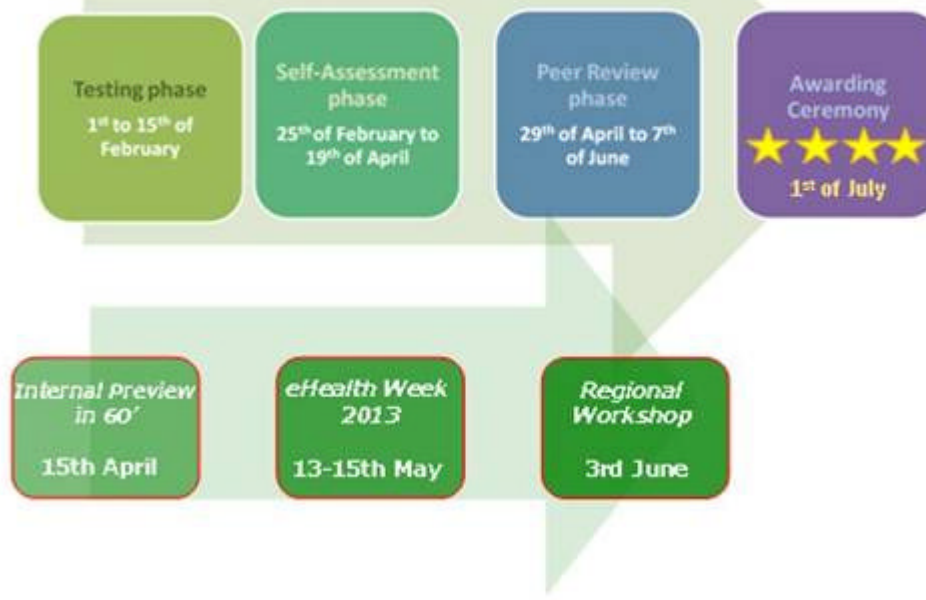 Testing phase
1st to 15th of
February
Self-Assessment
phase
25th of February to
19th of April
Peer Review
phase
29th of April to 7th
of June
Awarding
Ceremony
1st of July
Internal Preview
in 60'
15th April
eHealth Week
2013
13-15th May
Regional
Workshop
3rd June